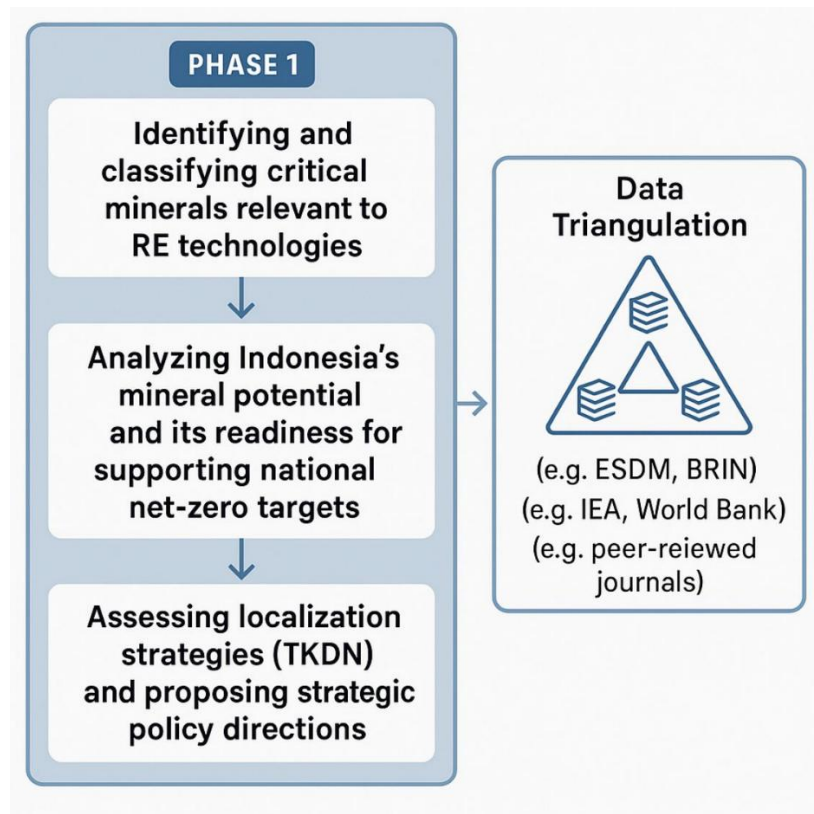 PHASE 1
Identifying and
classifying critical
minerals relevant to
RE technologies
Analyzing Indonesia's
mineral potential
and its readiness for
supporting national
net-zero targets
Assessing localization
strategies (TKDN)
and proposing strategic
policy directions
Data
Triangulation
(e.g. ESDM, BRIN)
(e.g. IEA, World Bank)
(e.g. peer-reiewed
journals)